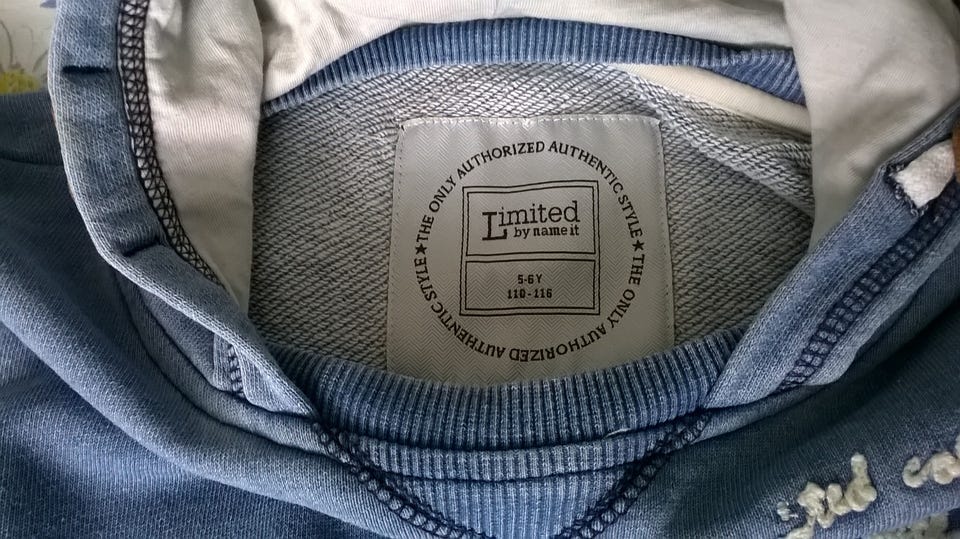 THE ONLY AUTHORIZED AUTHENTIC STYLE★THE ONLY AUTHORIZED AUTHENTIC STYLE★
Limited
by name it
5-6Y
110-116